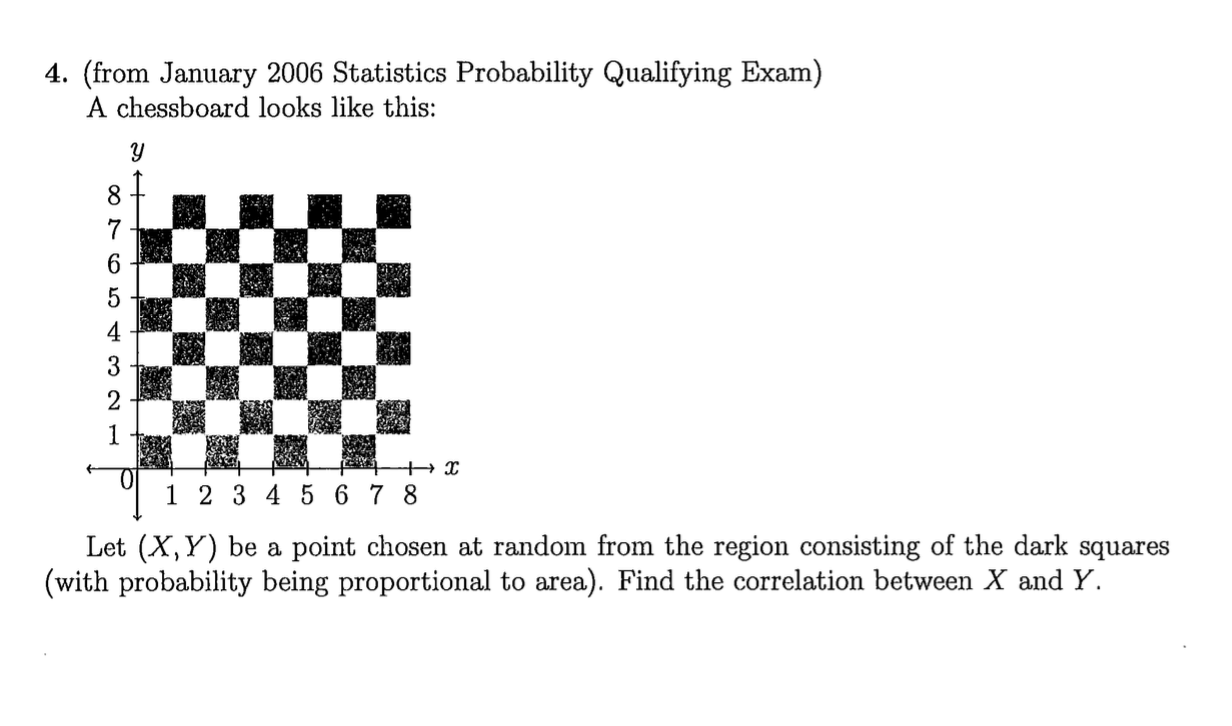 4. (from January 2006 Statistics Probability Qualifying Exam)
A chessboard looks like this:
y
8
7
6
5
4
3
2
1
0
x
1 2 3 4 5 6 7 8
Let (X, Y) be a point chosen at random from the region consisting of the dark squares
(with probability being proportional to area). Find the correlation between X and Y.